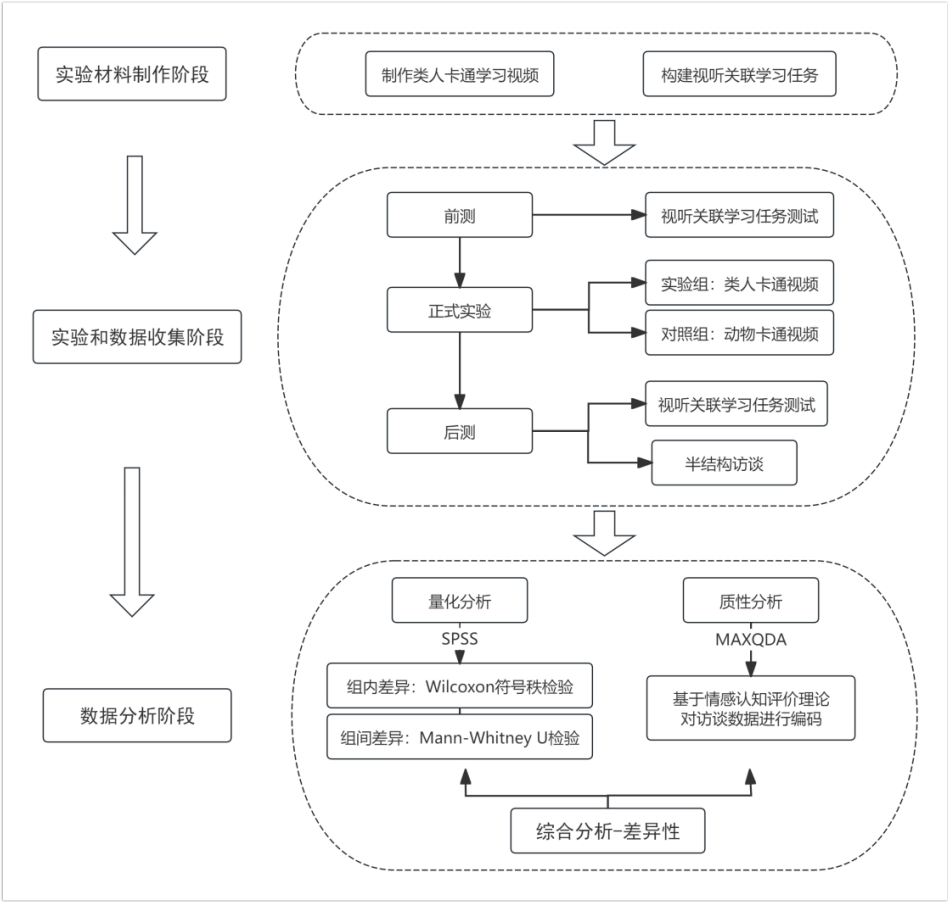 实验材料制作阶段
制作类人卡通学习视频
构建视听关联学习任务
前测
视听关联学习任务测试
实验组：类人卡通视频
正式实验
对照组：动物卡通视频
实验和数据收集阶段
视听关联学习任务测试
后测
半结构访谈
量化分析
质性分析
SPSS
MAXQDA
组内差异：Wilcoxon符号秩检验
基于情感认知评价理论
对访谈数据进行编码
数据分析阶段
组间差异：Mann-Whitney U检验
综合分析-差异性